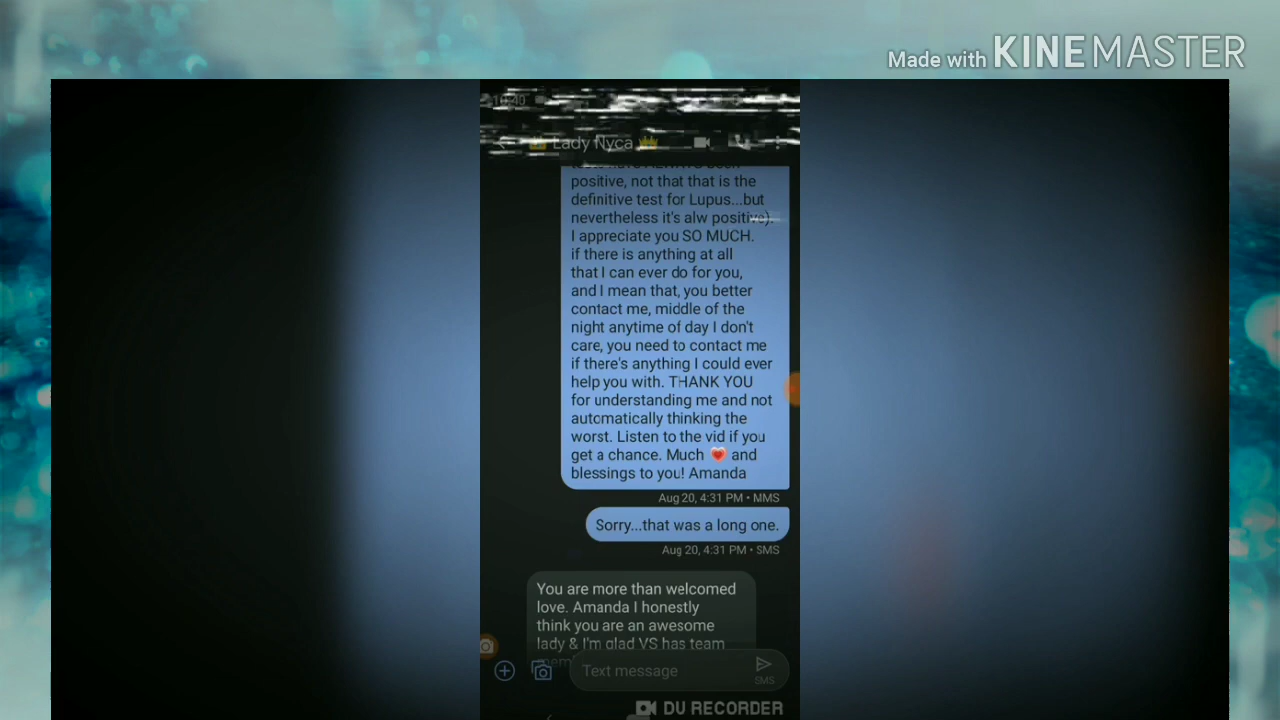 Made with KINEMASTER
Lady Nyca
positive, not that that is the
definitive test for Lupus...but
nevertheless it's alw positive).
I appreciate you SO MUCH.
if there is anything at all
that I can ever do for you,
and I mean that, you better
contact me, middle of the
night anytime of day I don't
care, you need to contact me
if there's anything I could ever
help you with. THANK YOU
for understanding me and not
automatically thinking the
worst. Listen to the vid if you
get a chance. Much ❤️ and
blessings to you! Amanda
Aug 20, 4:31 PM • MMS
Sorry...that was a long one.
Aug 20, 4:31 PM • SMS
You are more than welcomed
love. Amanda I honestly
think you are an awesome
lady & I'm glad VS has team
Text message
SMS
DU RECORDER